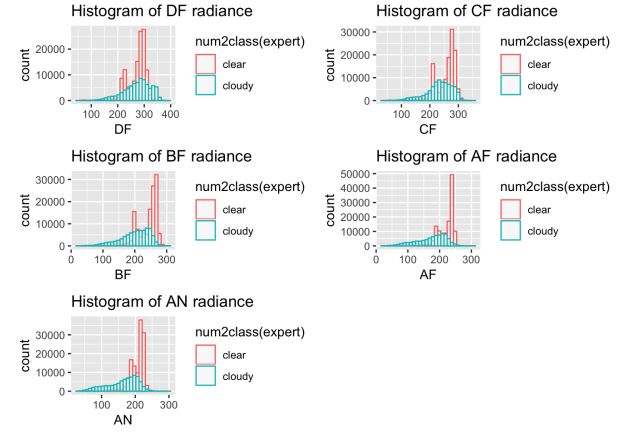 Histogram of DF radiance
count
20000
10000
0
100 200 300 400
DF
num2class(expert)
clear
cloudy
Histogram of CF radiance
count
30000
20000
10000
0
100 200 300
CF
num2class(expert)
clear
cloudy
Histogram of BF radiance
count
30000
20000
10000
0
0 100 200 300
BF
num2class(expert)
clear
cloudy
Histogram of AF radiance
count
50000
40000
30000
20000
10000
0
0 100 200 300
AF
num2class(expert)
clear
cloudy
Histogram of AN radiance
count
30000
20000
10000
0
100 200 300
AN
num2class(expert)
clear
cloudy